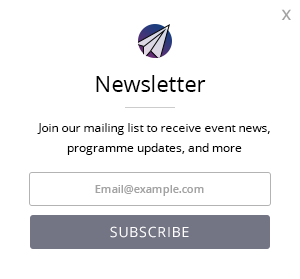 X
Newsletter
Join our mailing list to receive event news,
programme updates, and more
Email@example.com
SUBSCRIBE